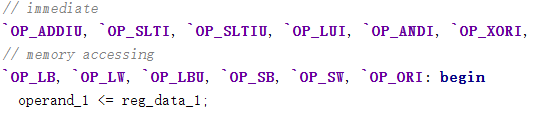 // immediate
`OP_ADDIU, `OP_SLTI, `OP_SLTIU, `OP_LUI, `OP_ANDI, `OP_XORI,
// memory accessing
`OP_LB, `OP_LW, `OP_LBU, `OP_SB, `OP_SW, `OP_ORI: begin
operand_1 <= reg_data_1;